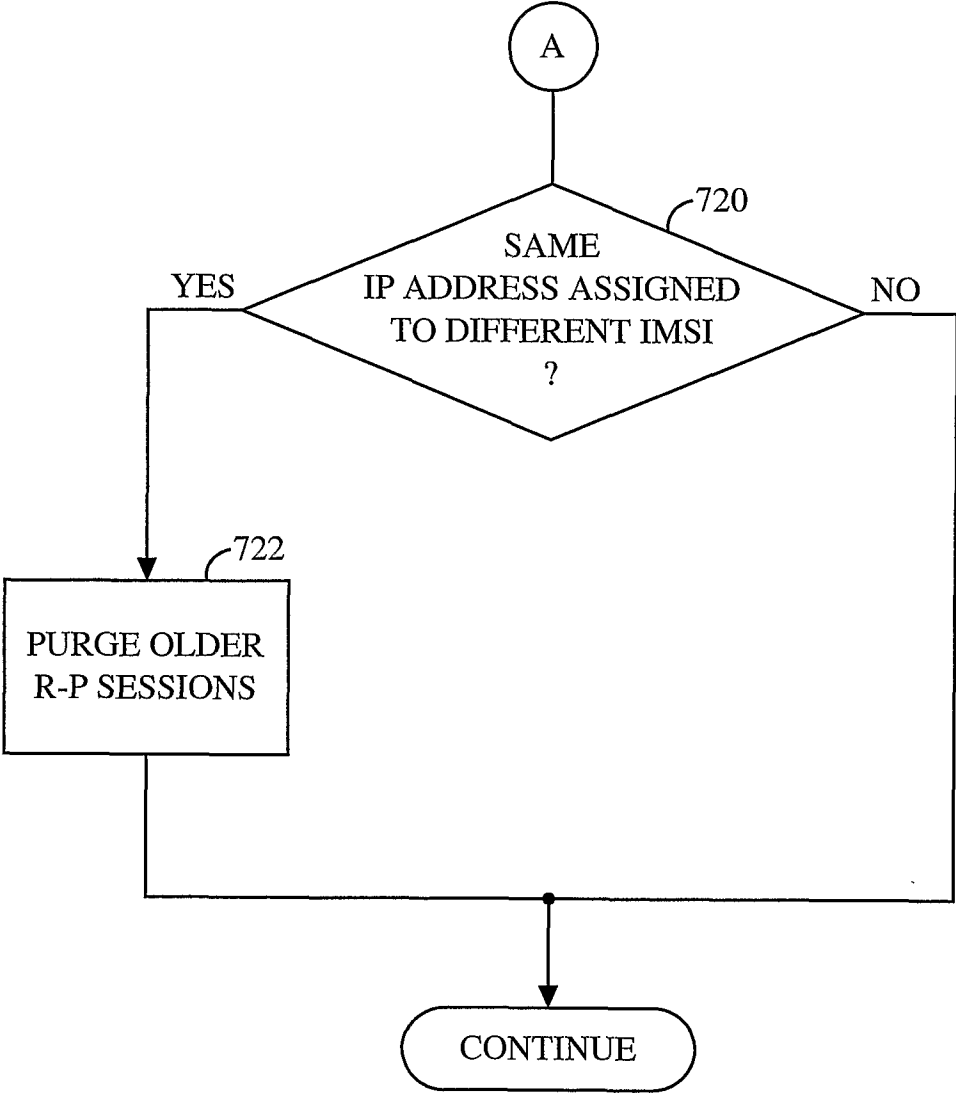 A
720
SAME
IP ADDRESS ASSIGNED
TO DIFFERENT IMSI
?
YES
NO
722
PURGE OLDER
R-P SESSIONS
CONTINUE